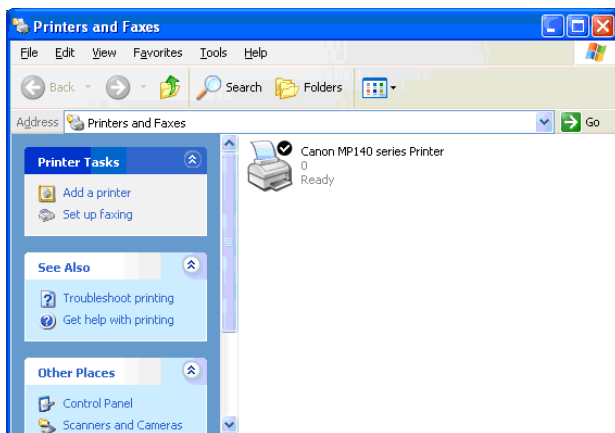 Printers and Faxes
File Edit View Favorites Tools Help
Back Search Folders
Address Printers and Faxes Go
Printer Tasks
Add a printer
Set up faxing
See Also
Troubleshoot printing
Get help with printing
Other Places
Control Panel
Scanners and Cameras
Canon MP140 series Printer
0
Ready